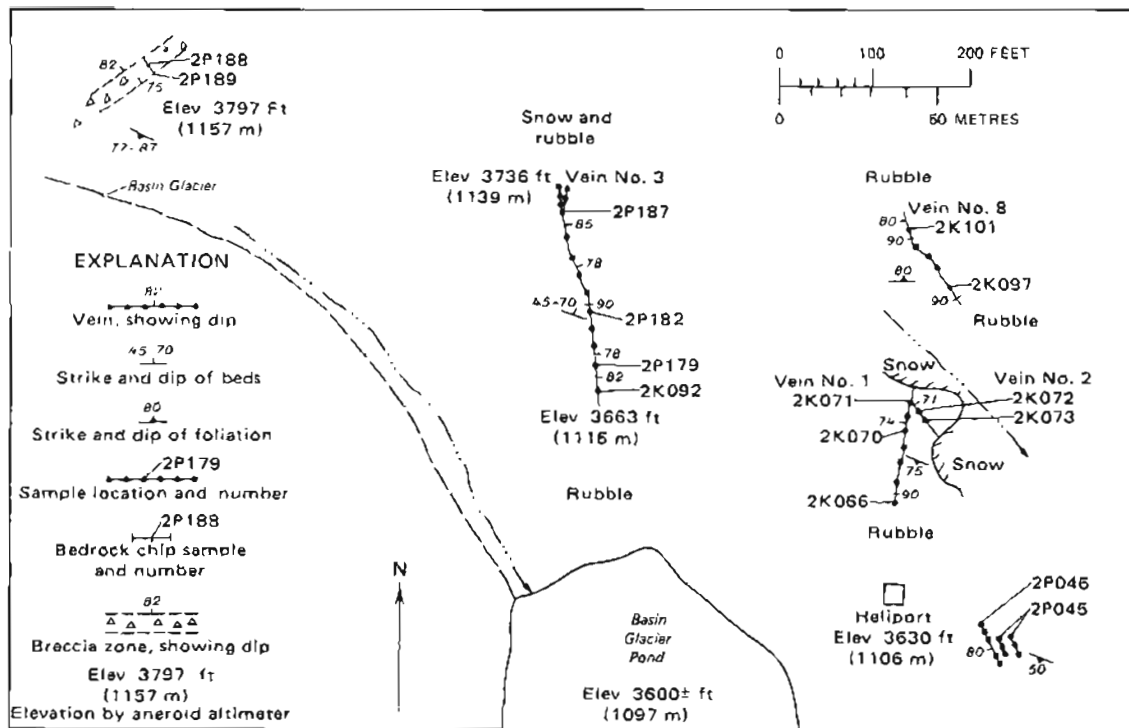 82
2P188
2P189
75
Elev 3797 ft
(1157 m)
77-87
Basin Glacier
0 100 200 FEET
0 50 METRES
Snow and
rubble
Elev 3736 ft
(1139 m)
Vein No. 3
2P187
85
78
45-70
90
2P182
78
2P179
82
2K092
Elev 3663 ft
(1116 m)
Rubble
Rubble
Vein No. 8
80
2K101
90
80
2K097
90
Rubble
Snow
Vein No. 1
Vein No. 2
2K071
71
2K072
2K073
74
2K070
75
Snow
90
2K066
Rubble
Heliport
Elev 3630 ft
(1106 m)
2P046
2P045
80
50
Basin
Glacier
Pond
Elev 3600± ft
(1097 m)
N
EXPLANATION
82
Vein, showing dip
45 70
Strike and dip of beds
80
Strike and dip of foliation
2P179
Sample location and number
2P188
Bedrock chip sample
and number
82
Breccia zone, showing dip
Elev 3797 ft
(1157 m)
Elevation by aneroid altimeter